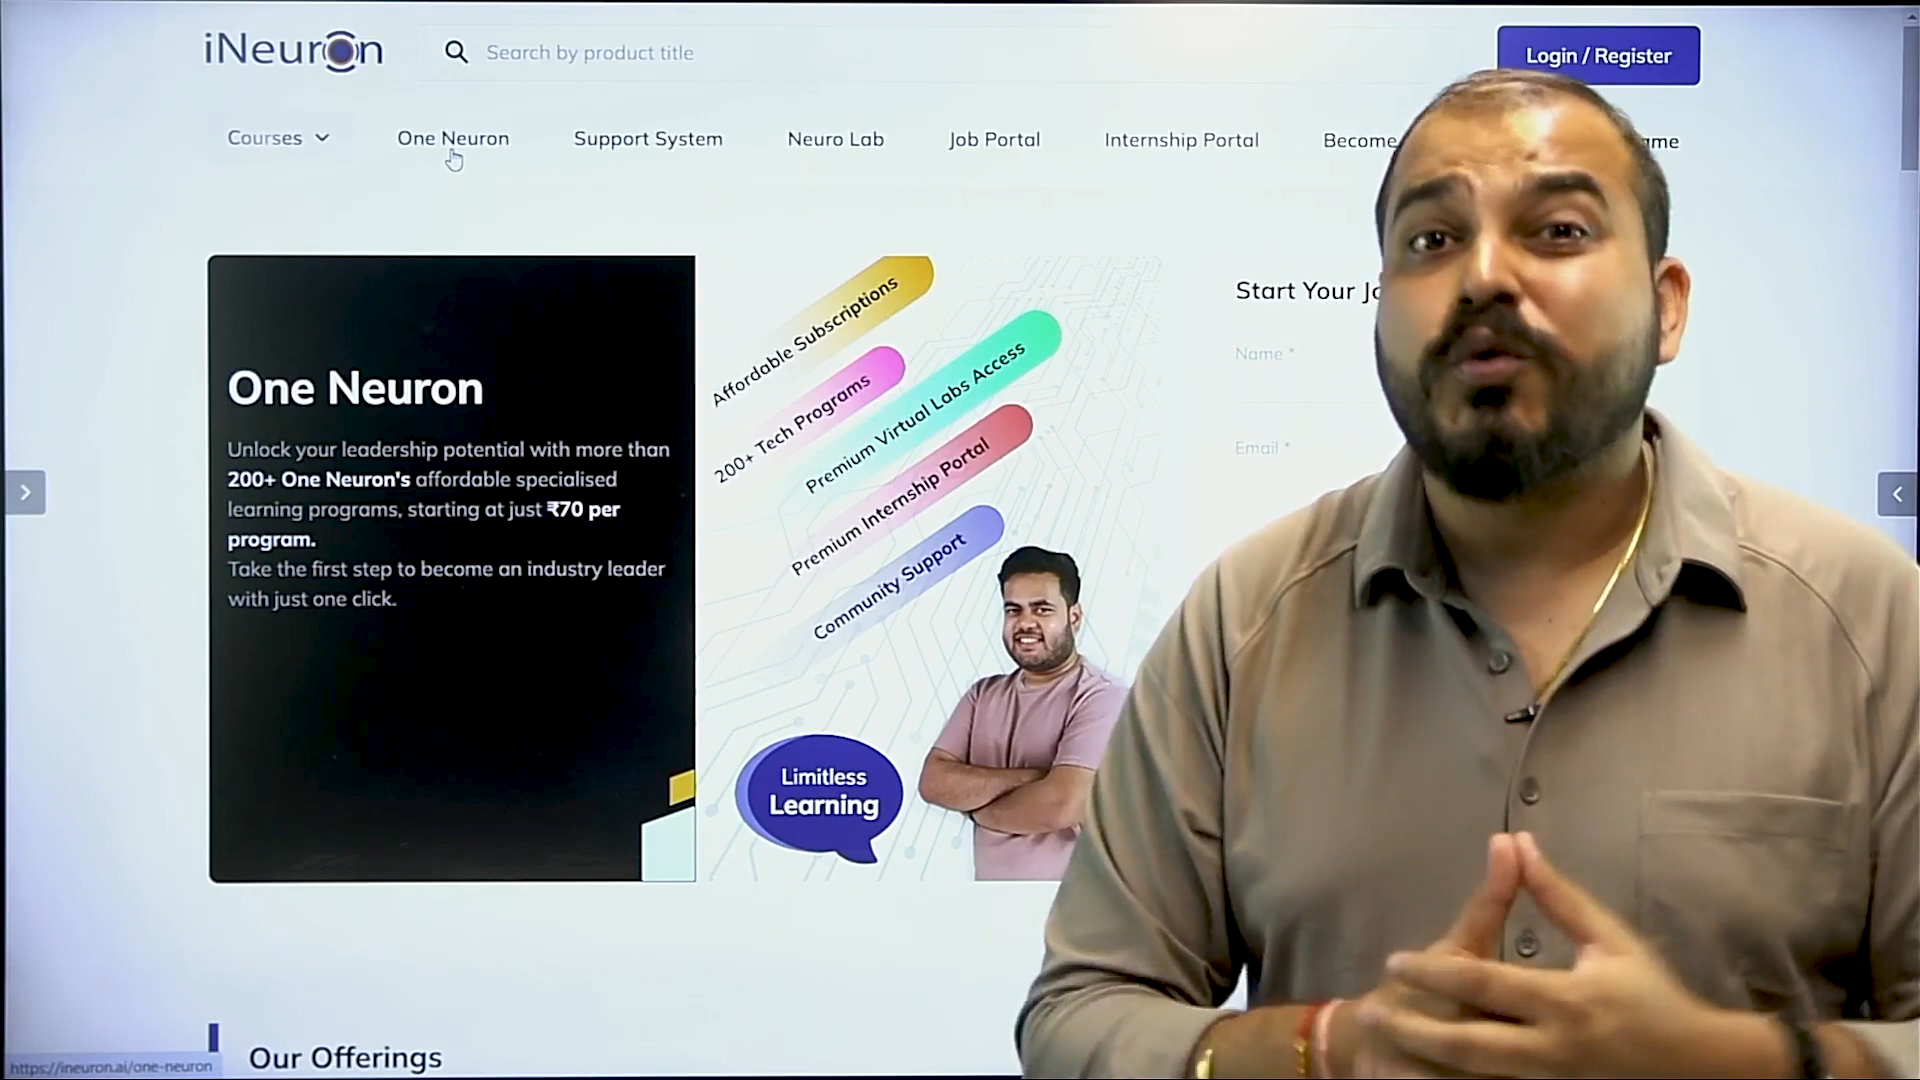 iNeuron
Search by product title
Login / Register
Courses
One Neuron
Support System
Neuro Lab
Job Portal
Internship Portal
Become
One Neuron
Unlock your leadership potential with more than
200+ One Neuron's affordable specialised
learning programs, starting at just ₹70 per
program.
Take the first step to become an industry leader
with just one click.
Affordable Subscriptions
200+ Tech Programs
Premium Virtual Labs Access
Premium Internship Portal
Community Support
Limitless
Learning
Start Your
Name *
Email *
Our Offerings
https://ineuron.ai/one-neuron